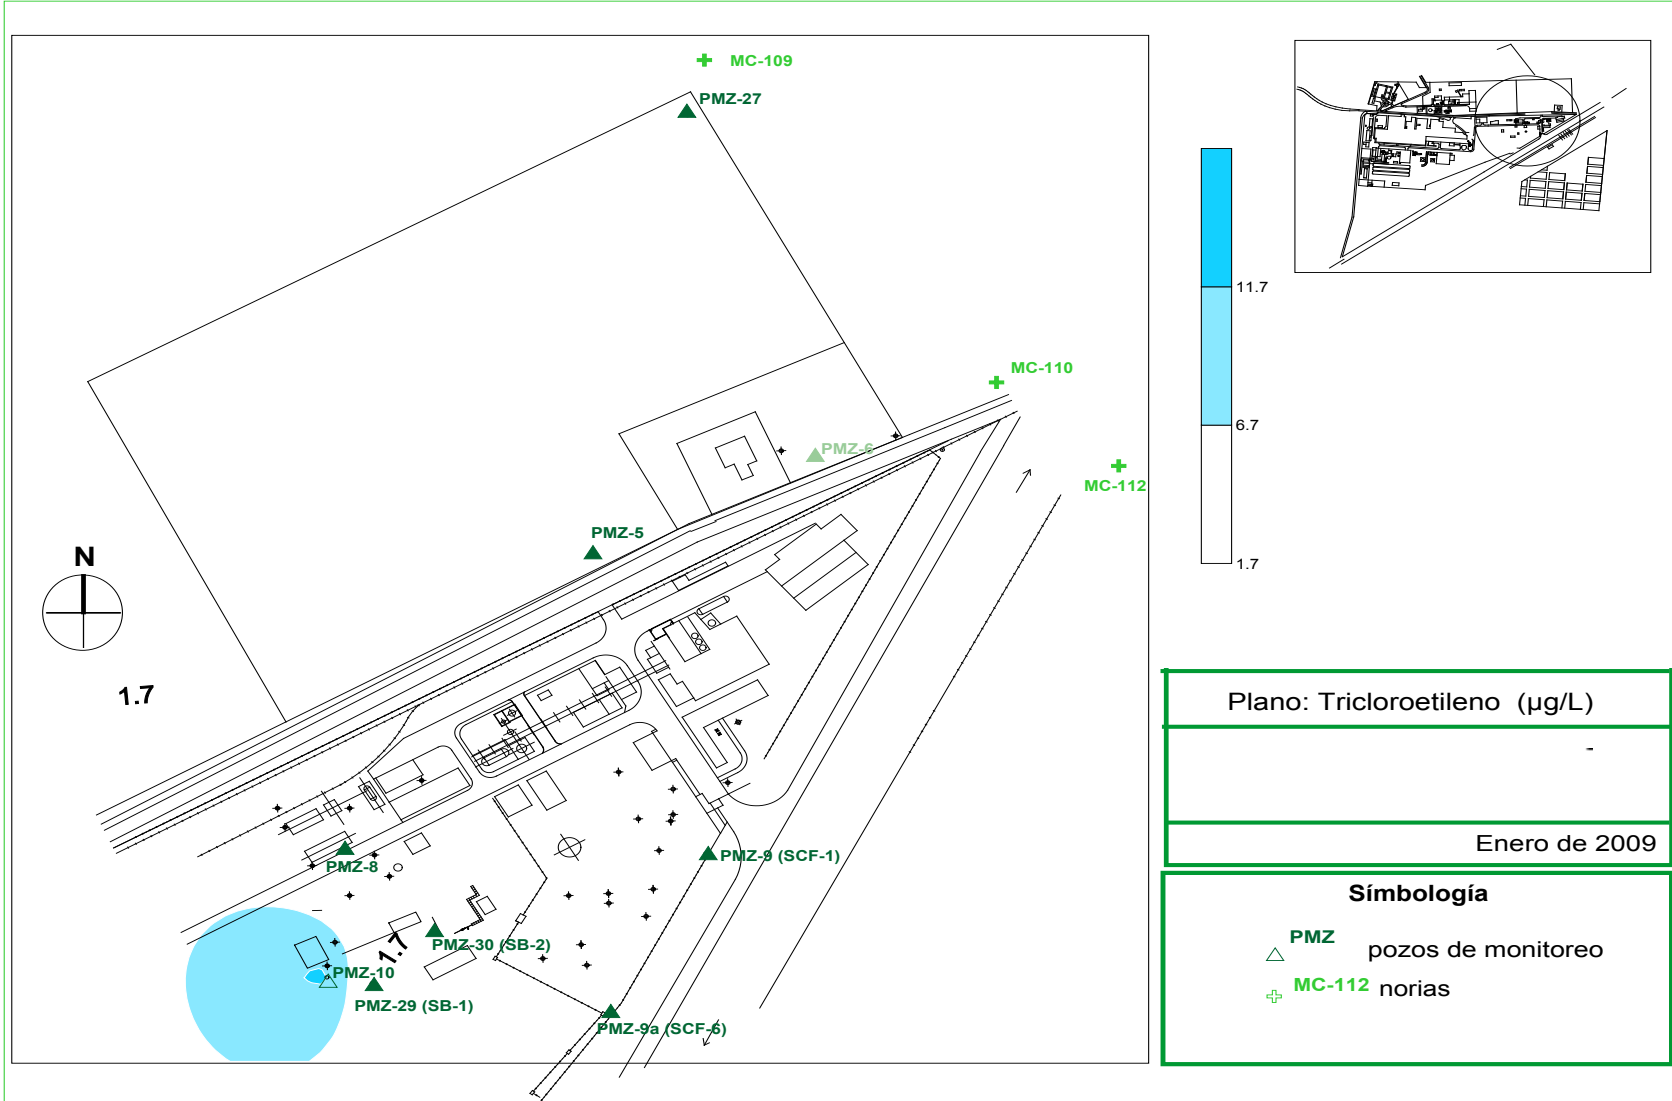 MC-109
PMZ-27
MC-110
PMZ-6
MC-112
PMZ-5
N
1.7
PMZ-8
PMZ-9 (SCF-1)
PMZ-30 (SB-2)
1.7
PMZ-10
PMZ-29 (SB-1)
PMZ-9a (SCF-6)
11.7
6.7
1.7
Plano: Tricloroetileno (µg/L)
-
Enero de 2009
Símbología
PMZ pozos de monitoreo
MC-112 norias